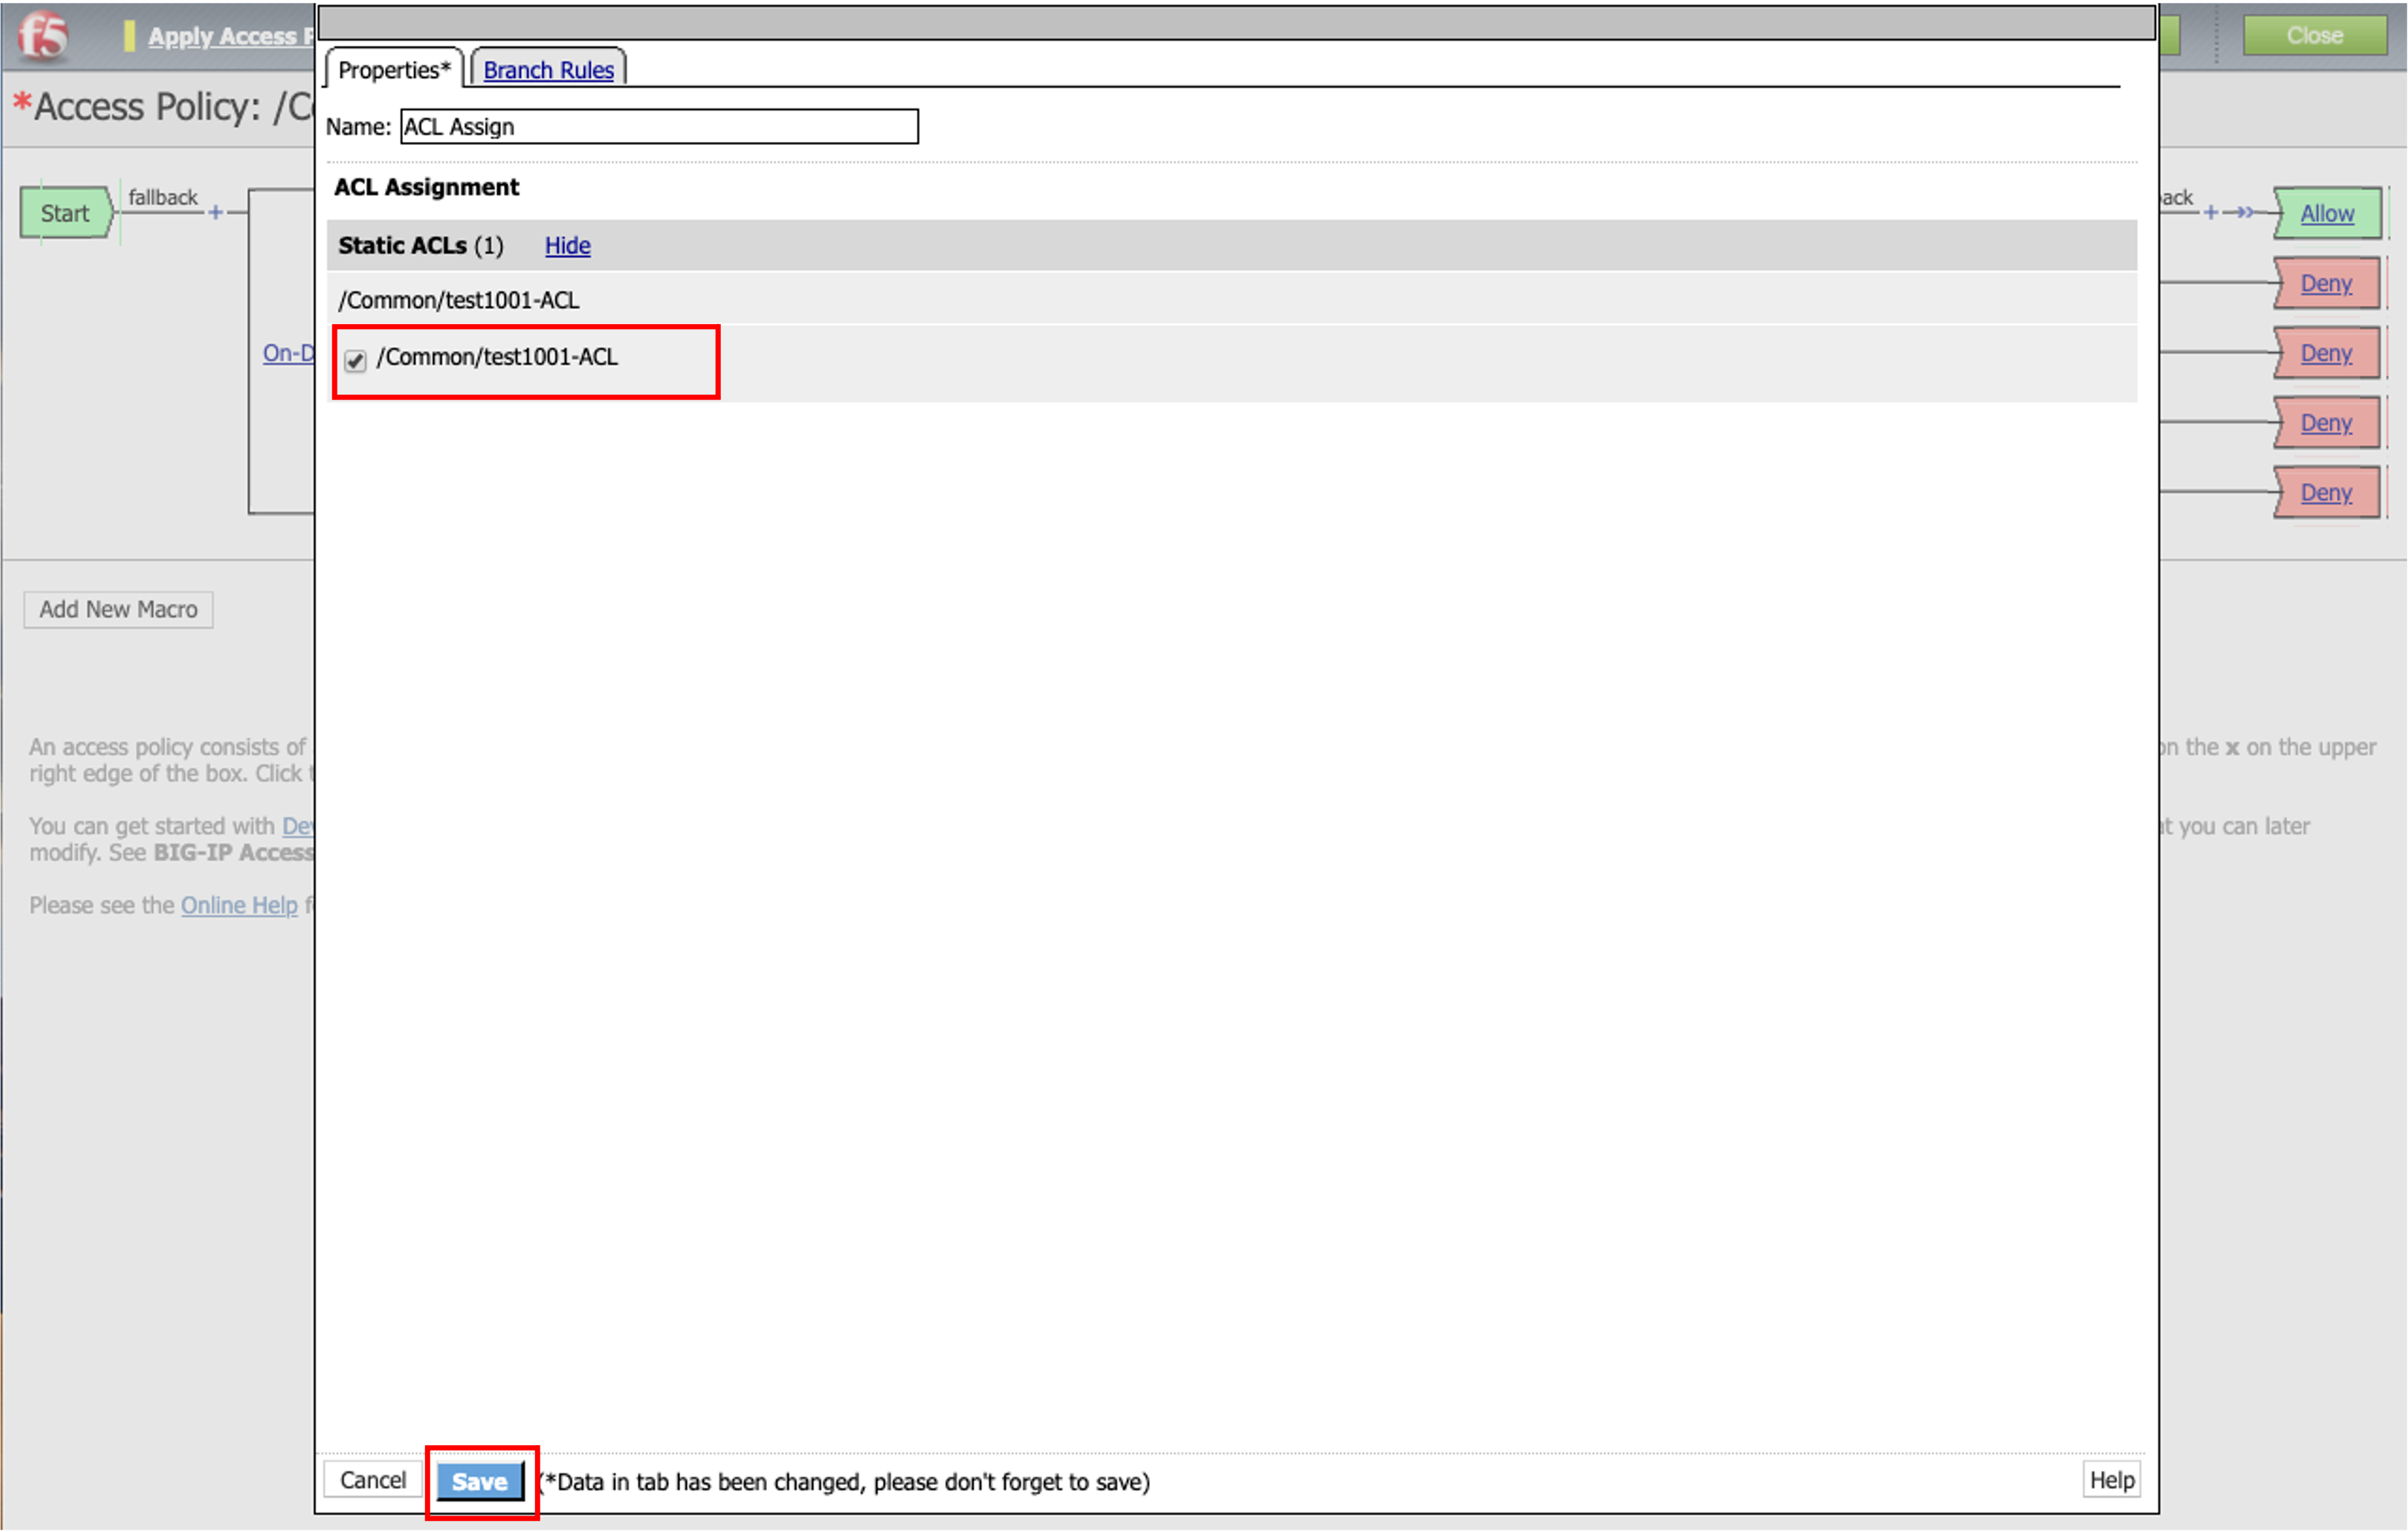 f5 Apply Access Close
*Access Policy: /Co
Properties* Branch Rules
Name: ACL Assign
ACL Assignment
Static ACLs (1) Hide
/Common/test1001-ACL
/Common/test1001-ACL
Start fallback + On-D
ack + Allow
Deny
Deny
Deny
Deny
Add New Macro
An access policy consists of
right edge of the box. Click
on the x on the upper
You can get started with Dev
modify. See BIG-IP Access
at you can later
Please see the Online Help f
Cancel Save (*Data in tab has been changed, please don't forget to save) Help